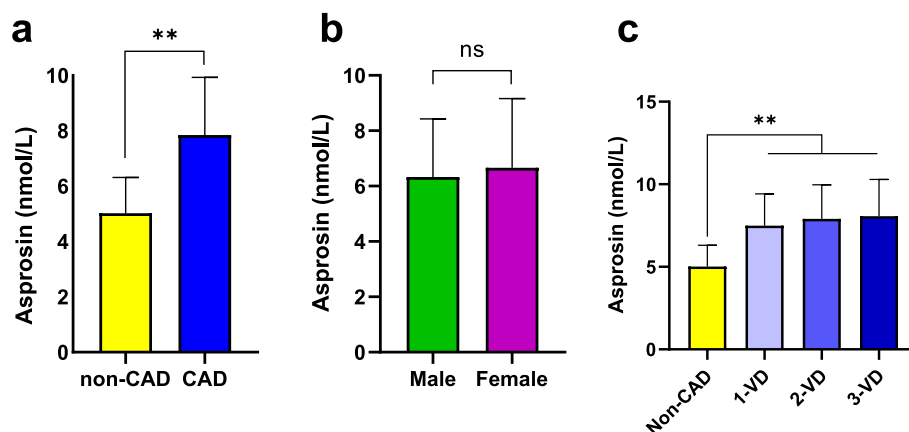 a
**
Asprosin (nmol/L)
10
8
6
4
2
0
non-CAD CAD
b
ns
Asprosin (nmol/L)
10
8
6
4
2
0
Male Female
c
**
Asprosin (nmol/L)
15
10
5
0
Non-CAD
1-VD
2-VD
3-VD